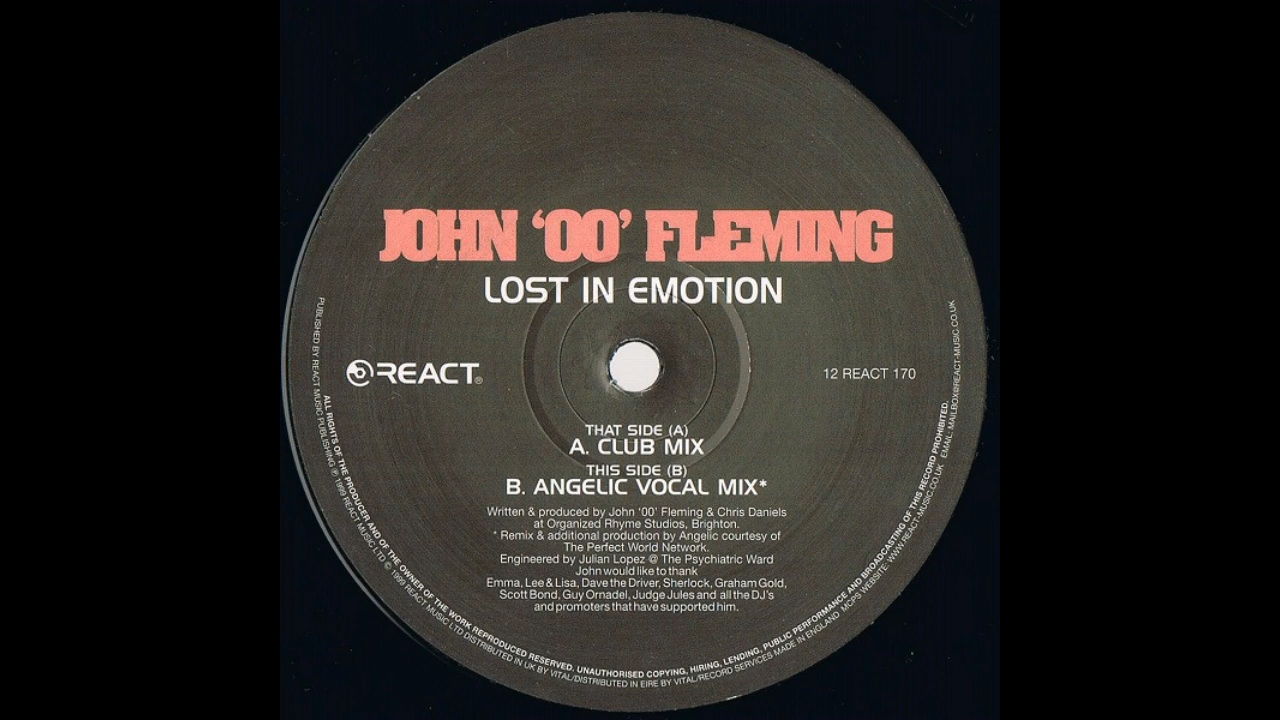 JOHN ‘OO’ FLEMING
LOST IN EMOTION
REACT®
12 REACT 170
THAT SIDE (A)
A. CLUB MIX
THIS SIDE (B)
B. ANGELIC VOCAL MIX*
Written & produced by John ‘00’ Fleming & Chris Daniels
at Organized Rhyme Studios, Brighton.
* Remix & additional production by Angelic courtesy of
The Perfect World Network.
Engineered by Julian Lopez @ The Psychiatric Ward
John would like to thank
Emma, Lee & Lisa, Dave the Driver, Sherlock, Graham Gold,
Scott Bond, Guy Ornadel, Judge Jules and all the DJ's
and promoters that have supported him.
ALL RIGHTS OF THE PRODUCER AND OF THE OWNER OF THE WORK REPRODUCED RESERVED. UNAUTHORISED COPYING, HIRING, LENDING, PUBLIC PERFORMANCE AND BROADCASTING OF THIS RECORD PROHIBITED.
PUBLISHED BY REACT MUSIC PUBLISHING ℗ 1999 REACT MUSIC LTD © 1999 REACT MUSIC LTD DISTRIBUTED IN UK BY VITAL/DISTRIBUTED IN EIRE BY VITAL/RECORD SERVICES MADE IN ENGLAND MCPS WEBSITE: WWW.REACT-MUSIC.CO.UK EMAIL: MAILBOX@REACT-MUSIC.CO.UK